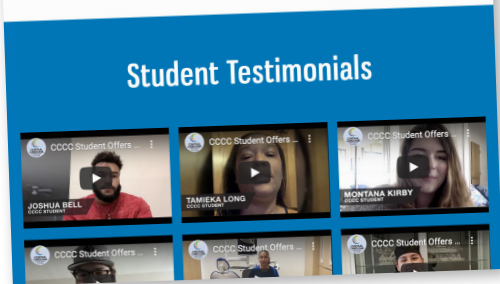 Student Testimonials
CCCC Student Offers ...
CCCC Student Offers ...
CCCC Student Offers ...
JOSHUA BELL
CCCC STUDENT
TAMIEKA LONG
CCCC STUDENT
MONTANA KIRBY
CCCC STUDENT
CCCC Student Offers ...
CCCC Student Offers ...
CCCC Student Offers ...